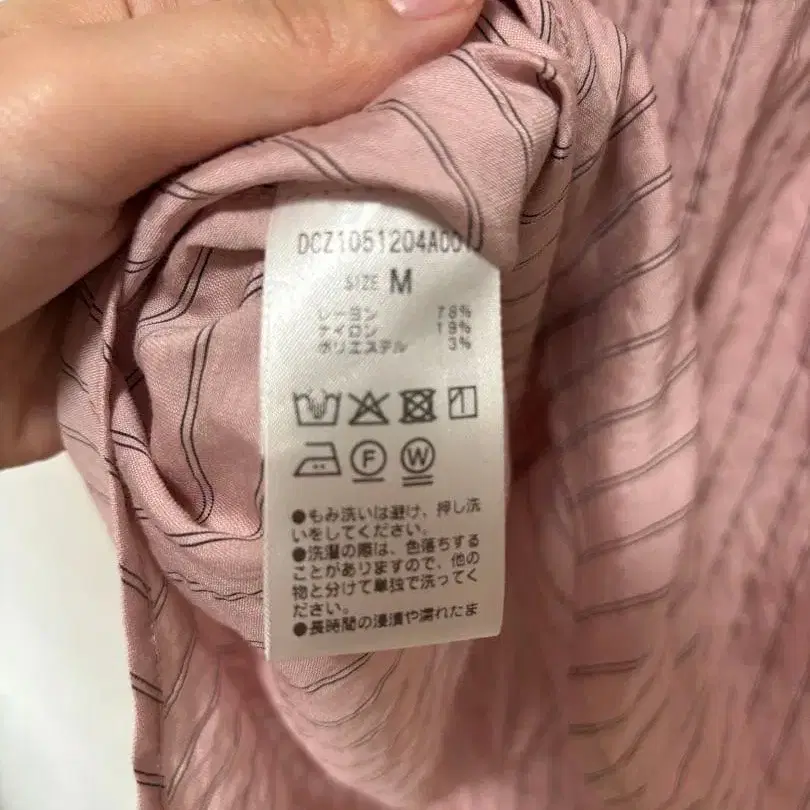 DCZ1051204A0010
SIZE M
レーヨン 78%
ナイロン 19%
ポリエステル 3%
F W
●もみ洗いは避け、押し洗
いをしてください。
●洗濯の際は、色落ちする
ことがありますので、他の
物と分けて単独で洗ってく
ださい。
●長時間の浸漬や濡れたま